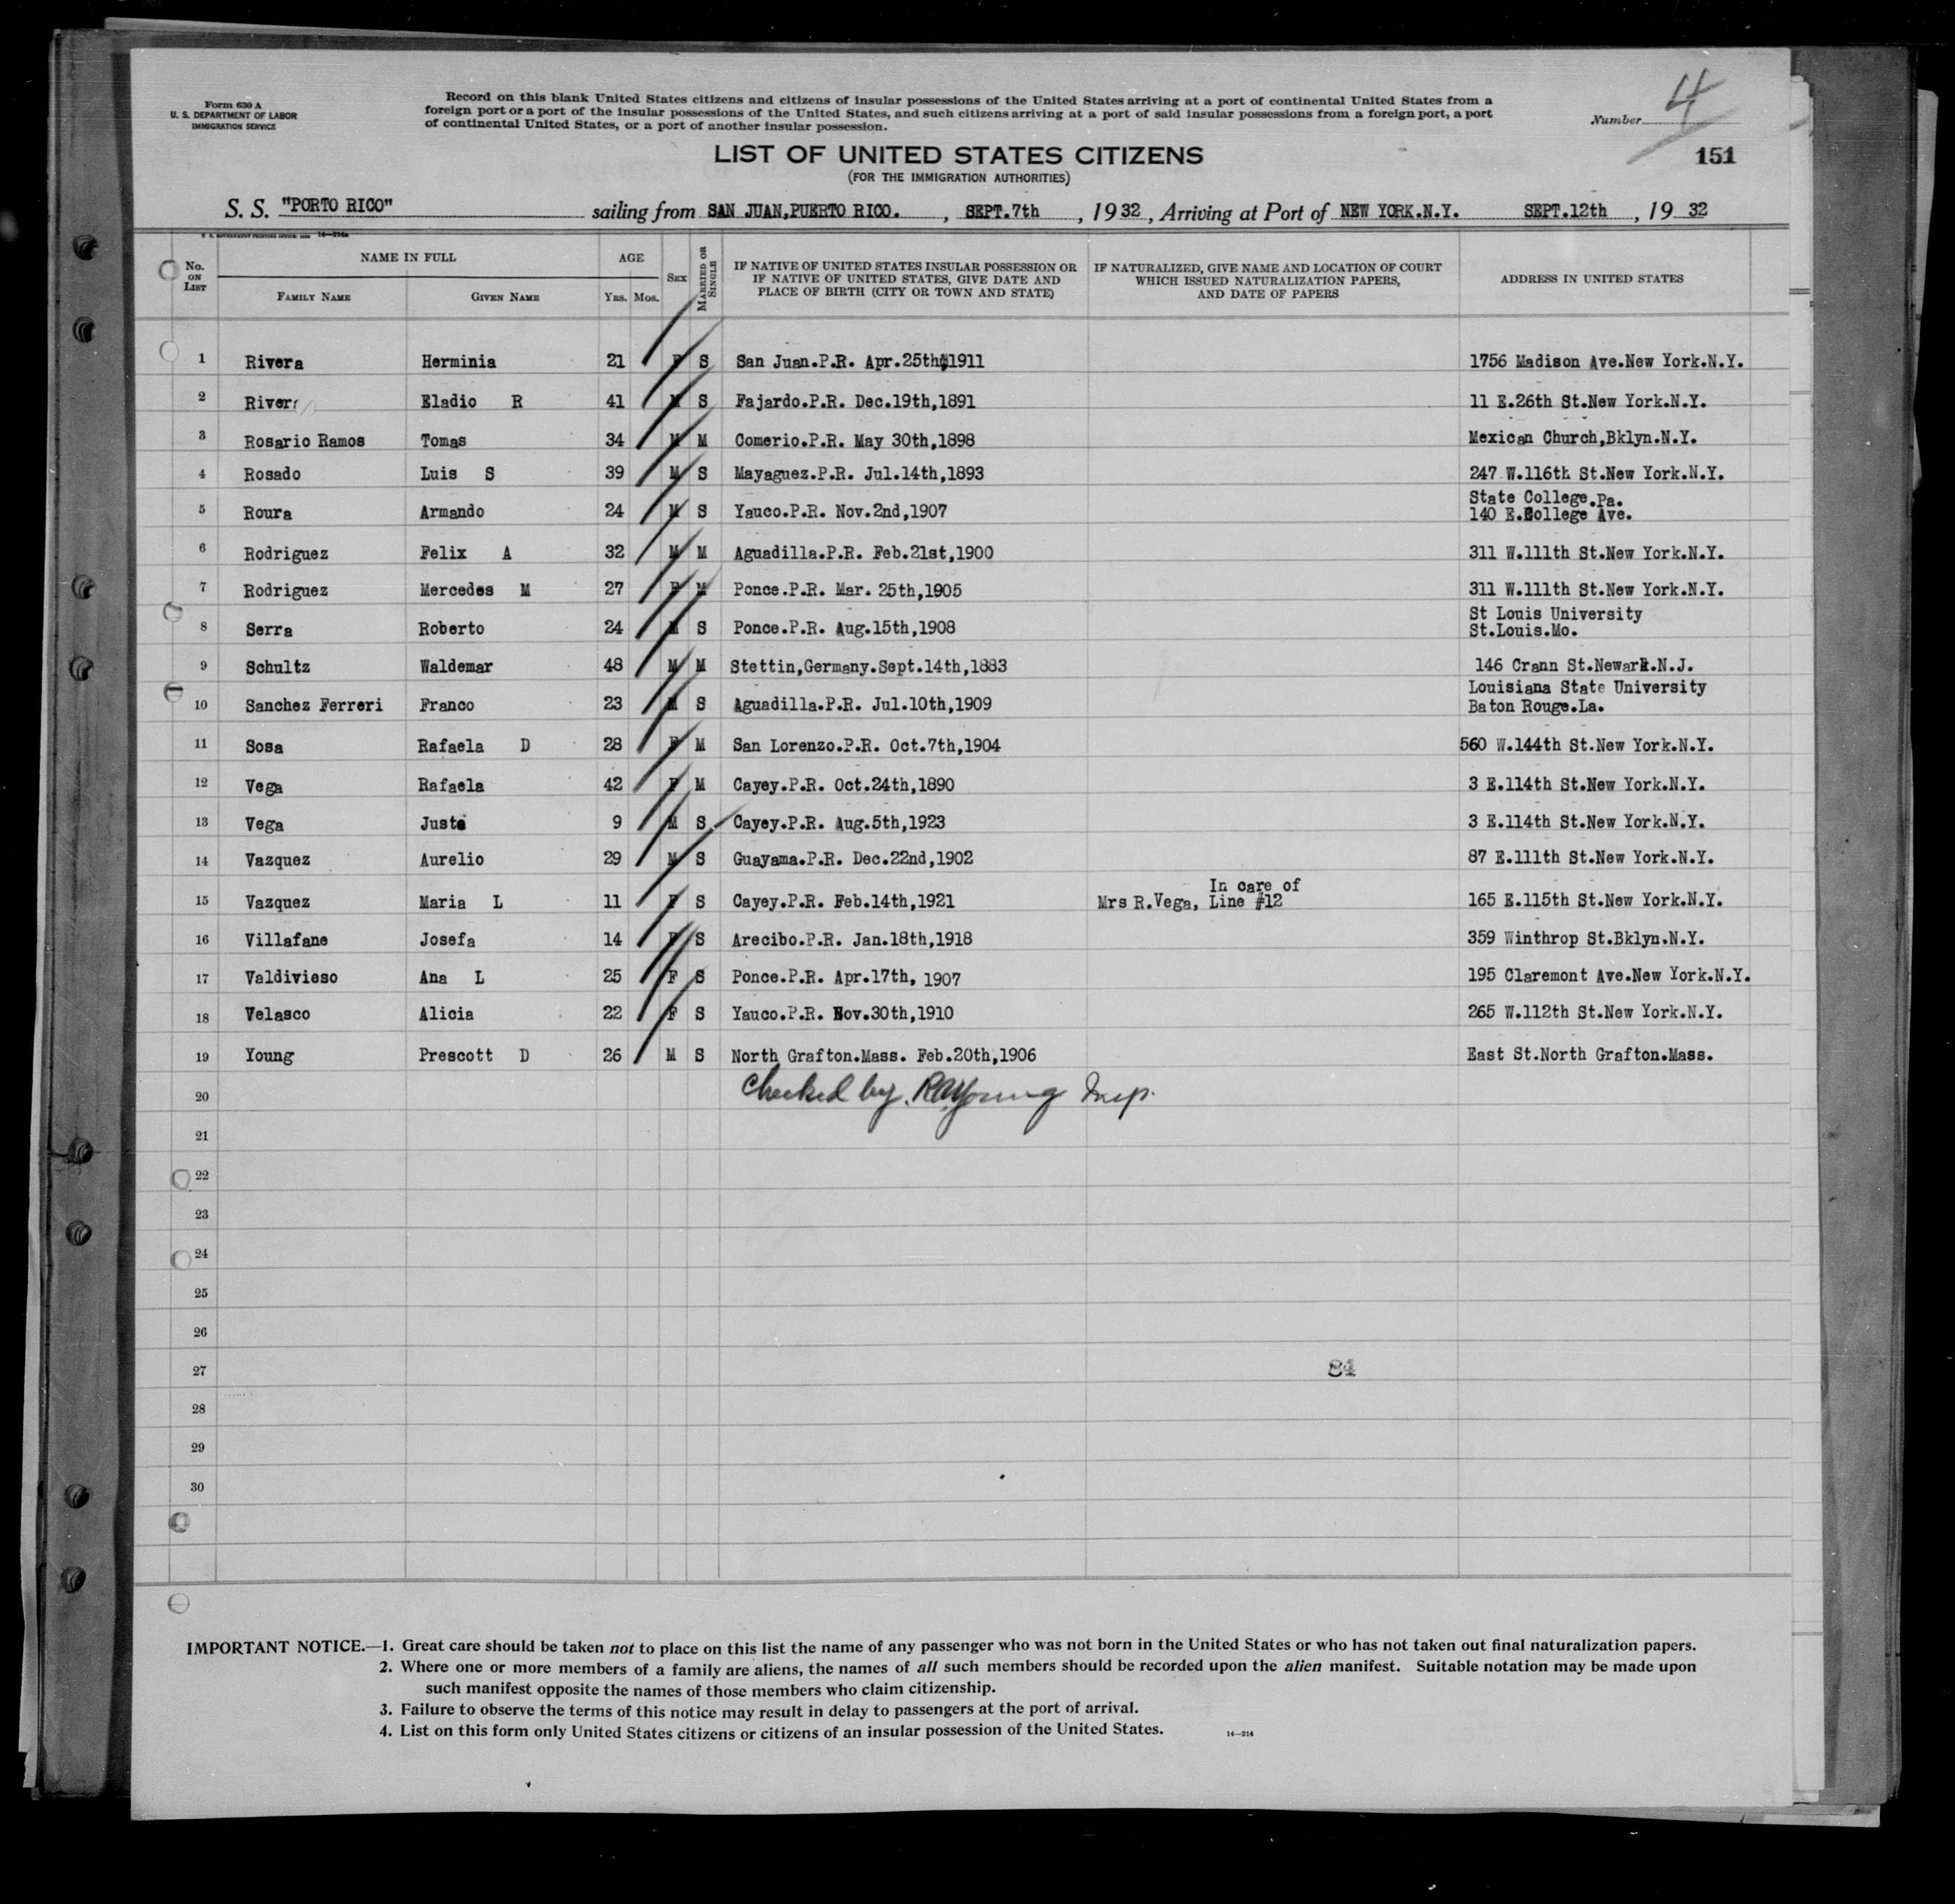 Form 630 A
U. S. DEPARTMENT OF LABOR
IMMIGRATION SERVICE
Record on this blank United States citizens and citizens of insular possessions of the United States arriving at a port of continental United States from a
foreign port or a port of the insular possessions of the United States, and such citizens arriving at a port of said insular possessions from a foreign port, a port
of continental United States, or a port of another insular possession.
Number 4
151
LIST OF UNITED STATES CITIZENS
(FOR THE IMMIGRATION AUTHORITIES)
S. S. "PORTO RICO" sailing from SAN JUAN,PUERTO RICO. , SEPT.7th , 1932 , Arriving at Port of NEW YORK.N.Y. SEPT.12th , 19 32
No. ON LIST NAME IN FULL FAMILY NAME GIVEN NAME AGE YRS. MOS. SEX MARRIED OR SINGLE IF NATIVE OF UNITED STATES INSULAR POSSESSION OR IF NATIVE OF UNITED STATES, GIVE DATE AND PLACE OF BIRTH (CITY OR TOWN AND STATE) IF NATURALIZED, GIVE NAME AND LOCATION OF COURT WHICH ISSUED NATURALIZATION PAPERS, AND DATE OF PAPERS ADDRESS IN UNITED STATES
1 Rivera Herminia 21 F S San Juan.P.R. Apr.25th,1911 1756 Madison Ave.New York.N.Y.
2 River Eladio R 41 M S Fajardo.P.R. Dec.19th,1891 11 E.26th St.New York.N.Y.
3 Rosario Ramos Tomas 34 M M Comerio.P.R. May 30th,1898 Mexican Church,Bklyn.N.Y.
4 Rosado Luis S 39 M S Mayaguez.P.R. Jul.14th,1893 247 W.116th St.New York.N.Y.
State College.Pa.
5 Roura Armando 24 M S Yauco.P.R. Nov.2nd,1907 140 E.College Ave.
6 Rodriguez Felix A 32 M M Aguadilla.P.R. Feb.21st,1900 311 W.111th St.New York.N.Y.
7 Rodriguez Mercedes M 27 F M Ponce.P.R. Mar. 25th,1905 311 W.111th St.New York.N.Y.
St Louis University
8 Serra Roberto 24 M S Ponce.P.R. Aug.15th,1908 St.Louis.Mo.
9 Schultz Waldemar 48 M M Stettin,Germany.Sept.14th,1883 146 Crann St.Newark.N.J.
Louisiana State University
10 Sanchez Ferreri Franco 23 M S Aguadilla.P.R. Jul.10th,1909 Baton Rouge.La.
11 Sosa Rafaela D 28 F M San Lorenzo.P.R. Oct.7th,1904 560 W.144th St.New York.N.Y.
12 Vega Rafaela 42 F M Cayey.P.R. Oct.24th,1890 3 E.114th St.New York.N.Y.
13 Vega Juste 9 M S Cayey.P.R. Aug.5th,1923 3 E.114th St.New York.N.Y.
14 Vazquez Aurelio 29 M S Guayama.P.R. Dec.22nd,1902 87 E.111th St.New York.N.Y.
In care of
15 Vazquez Maria L 11 F S Cayey.P.R. Feb.14th,1921 Mrs R.Vega, Line #12 165 E.115th St.New York.N.Y.
16 Villafane Josefa 14 F S Arecibo.P.R. Jan.18th,1918 359 Winthrop St.Bklyn.N.Y.
17 Valdivieso Ana L 25 F S Ponce.P.R. Apr.17th, 1907 195 Claremont Ave.New York.N.Y.
18 Velasco Alicia 22 F S Yauco.P.R. Nov.30th,1910 265 W.112th St.New York.N.Y.
19 Young Prescott D 26 M S North Grafton.Mass. Feb.20th,1906 East St.North Grafton.Mass.
20 Checked by RAYoung Insp.
21
22
23
24
25
26
27 84
28
29
30
IMPORTANT NOTICE.—1. Great care should be taken not to place on this list the name of any passenger who was not born in the United States or who has not taken out final naturalization papers.
2. Where one or more members of a family are aliens, the names of all such members should be recorded upon the alien manifest. Suitable notation may be made upon
such manifest opposite the names of those members who claim citizenship.
3. Failure to observe the terms of this notice may result in delay to passengers at the port of arrival.
4. List on this form only United States citizens or citizens of an insular possession of the United States. 14—214